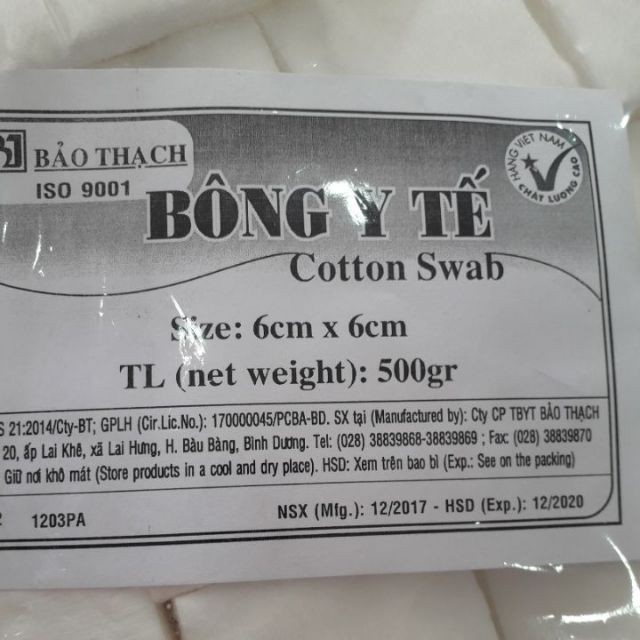 BẢO THẠCH
ISO 9001
HÀNG VIỆT NAM
CHẤT LƯỢNG CAO
BÔNG Y TẾ
Cotton Swab
Size: 6cm x 6cm
TL (net weight): 500gr
S 21:2014/Cty-BT; GPLH (Cir.Lic.No.): 170000045/PCBA-BD. SX tại (Manufactured by): Cty CP TBYT BẢO THẠCH
20, ấp Lai Khê, xã Lai Hưng, H. Bàu Bàng, Bình Dương. Tel: (028) 38839868-38839869 ; Fax: (028) 38839870
Giữ nơi khô mát (Store products in a cool and dry place). HSD: Xem trên bao bì (Exp.: See on the packing)
1203PA
NSX (Mfg.): 12/2017 - HSD (Exp.): 12/2020